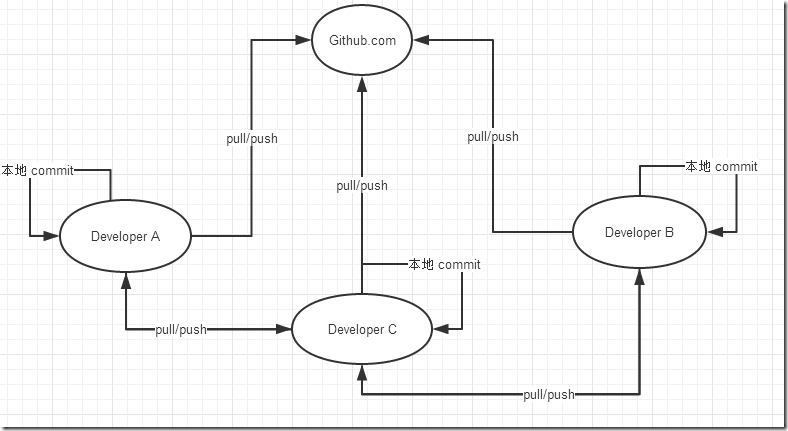 Github.com
pull/push
pull/push
本地 commit
本地 commit
pull/push
Developer A
Developer B
本地 commit
pull/push
Developer C
pull/push